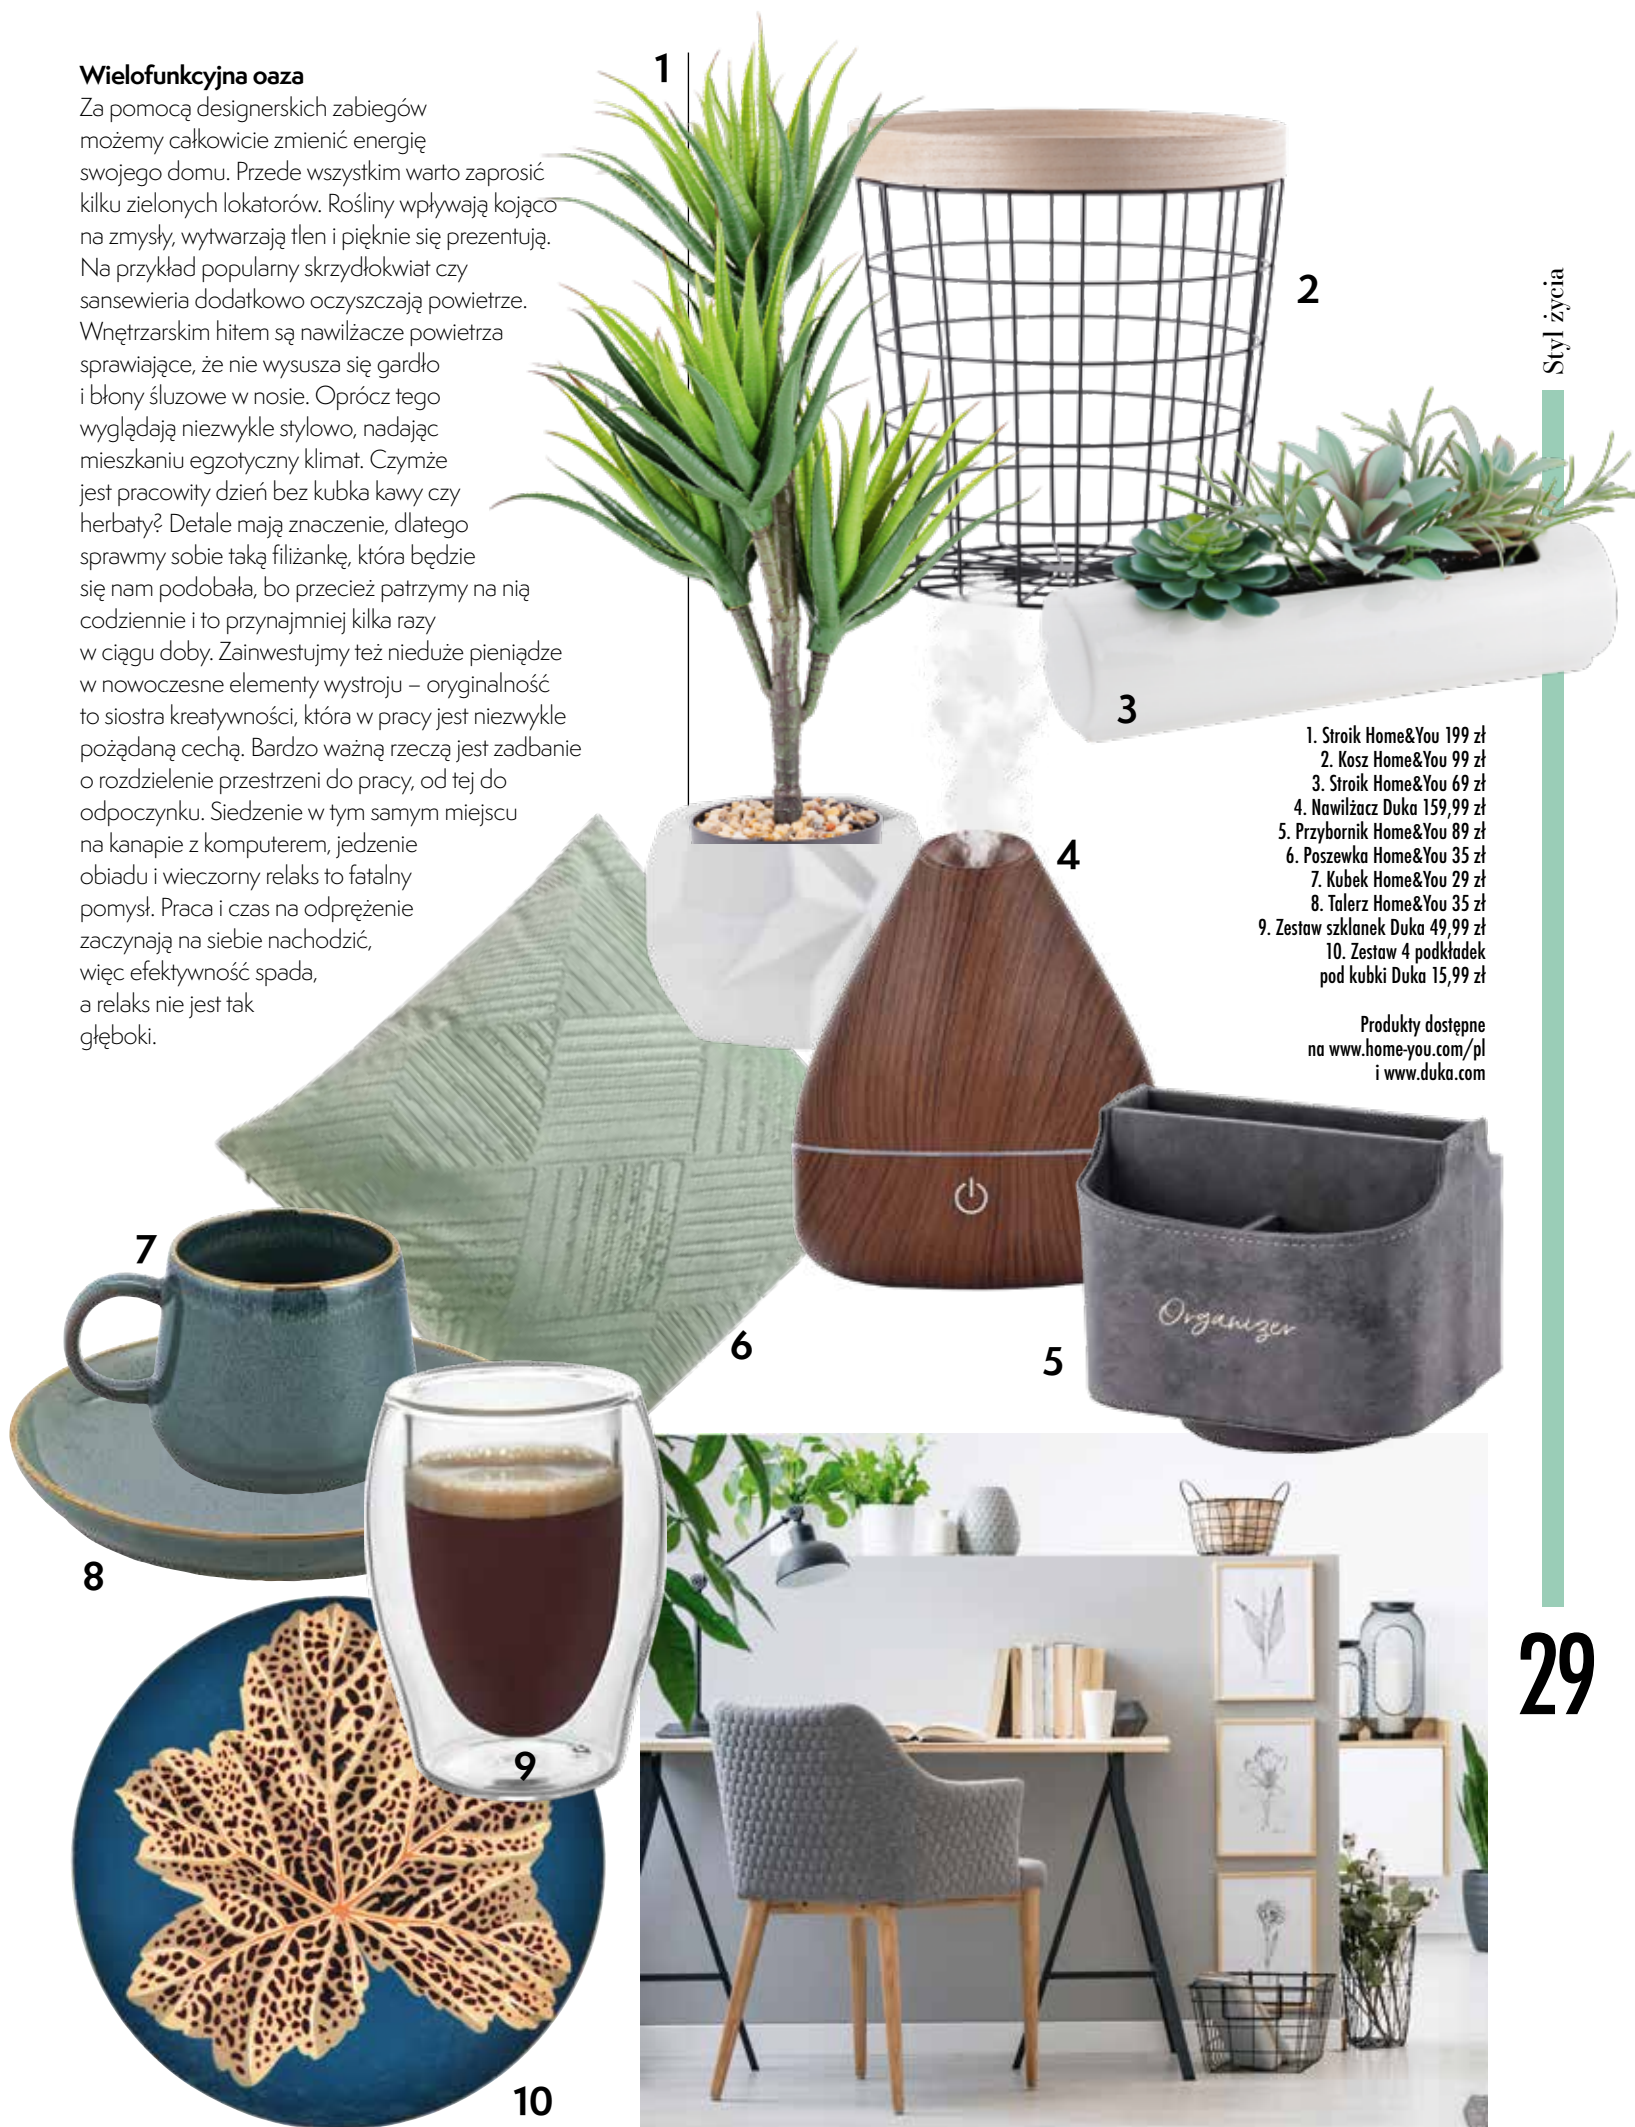 Wielofunkcyjna oaza
Za pomocą designerskich zabiegów
możemy całkowicie zmienić energię
swojego domu. Przede wszystkim warto zaprosić
kilku zielonych lokatorów. Rośliny wpływają kojąco
na zmysły, wytwarzają tlen i pięknie się prezentują.
Na przykład popularny skrzydłokwiat czy
sansewieria dodatkowo oczyszczają powietrze.
Wnętrzarskim hitem są nawilżacze powietrza
sprawiające, że nie wysusza się gardło
i błony śluzowe w nosie. Oprócz tego
wyglądają niezwykle stylowo, nadając
mieszkaniu egzotyczny klimat. Czymże
jest pracowity dzień bez kubka kawy czy
herbaty? Detale mają znaczenie, dlatego
sprawmy sobie taką filiżankę, która będzie
się nam podobała, bo przecież patrzymy na nią
codziennie i to przynajmniej kilka razy
w ciągu doby. Zainwestujmy też nieduże pieniądze
w nowoczesne elementy wystroju – oryginalność
to siostra kreatywności, która w pracy jest niezwykle
pożądaną cechą. Bardzo ważną rzeczą jest zadbanie
o rozdzielenie przestrzeni do pracy, od tej do
odpoczynku. Siedzenie w tym samym miejscu
na kanapie z komputerem, jedzenie
obiadu i wieczorny relaks to fatalny
pomysł. Praca i czas na odprężenie
zaczynają na siebie nachodzić,
więc efektywność spada,
a relaks nie jest tak
głęboki.
1
2
3
4
5
6
7
8
9
10
1. Stroik Home&You 199 zł
2. Kosz Home&You 99 zł
3. Stroik Home&You 69 zł
4. Nawilżacz Duka 159,99 zł
5. Przybornik Home&You 89 zł
6. Poszewka Home&You 35 zł
7. Kubek Home&You 29 zł
8. Talerz Home&You 35 zł
9. Zestaw szklanek Duka 49,99 zł
10. Zestaw 4 podkładek
pod kubki Duka 15,99 zł
Produkty dostępne
na www.home-you.com/pl
i www.duka.com
Organizer
Styl życia
29